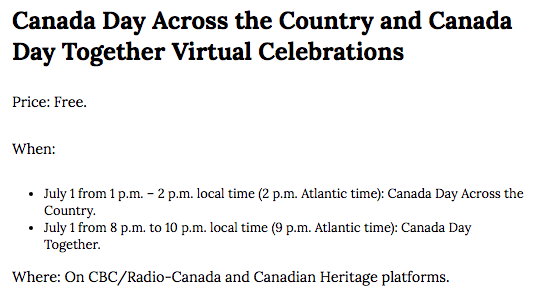 Canada Day Across the Country and Canada
Day Together Virtual Celebrations
Price: Free.
When:
• July 1 from 1 p.m. – 2 p.m. local time (2 p.m. Atlantic time): Canada Day Across the
Country.
• July 1 from 8 p.m. to 10 p.m. local time (9 p.m. Atlantic time): Canada Day
Together.
Where: On CBC/Radio-Canada and Canadian Heritage platforms.